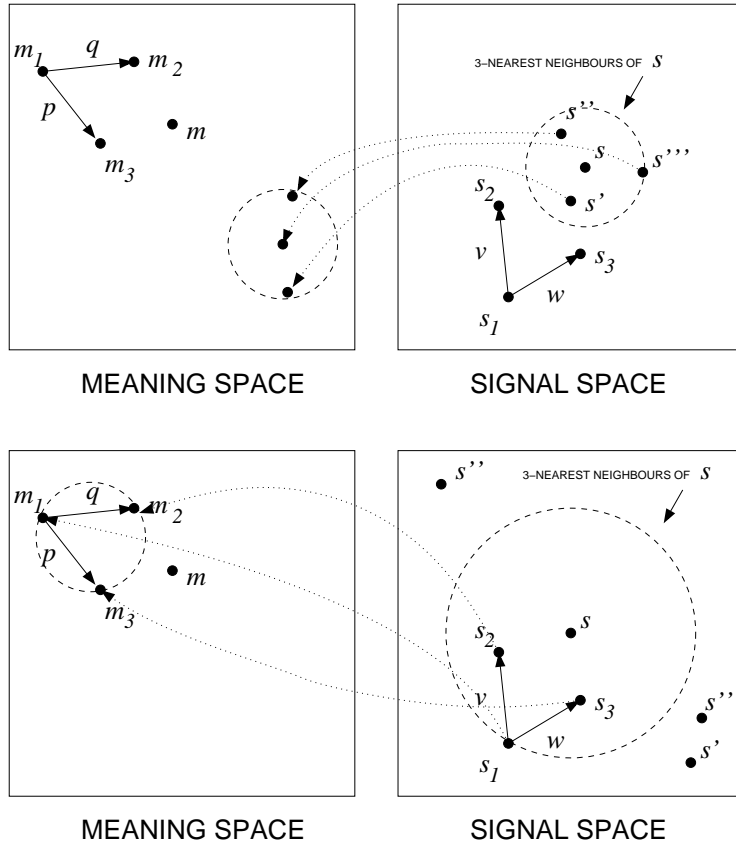 3–NEAREST NEIGHBOURS OF s
m1
q
m2
p
m3
m
s''
s
s'''
s'
s2
v
s3
w
s1
MEANING SPACE
SIGNAL SPACE
s''
3–NEAREST NEIGHBOURS OF s
m1
q
m2
p
m
m3
s
s2
v
s3
s''
w
s1
s'
MEANING SPACE
SIGNAL SPACE